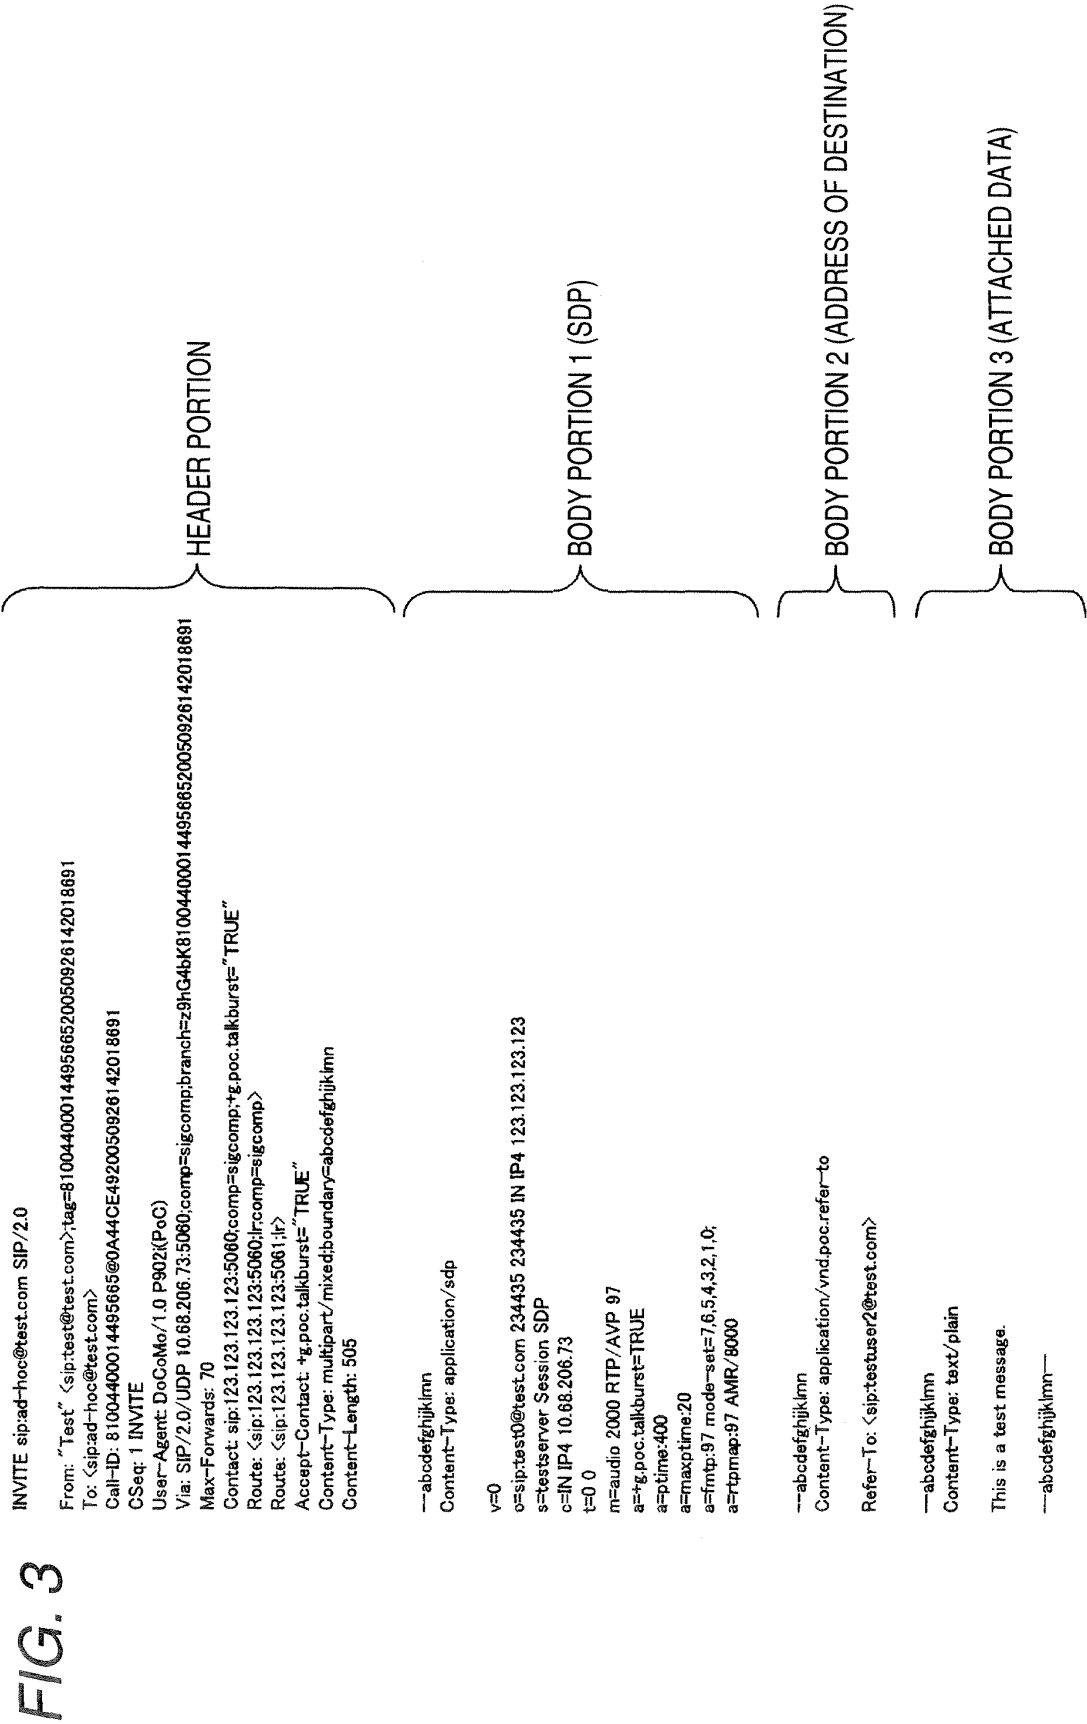 FIG. 3
INVITE sip:ad-hoc@test.com SIP/2.0
From: "Test" <sip:test@test.com>;tag=8100440001449566520050926142018691
To: <sip:ad-hoc@test.com>
Call-ID: 81004400014495665@0A44CE4920050926142018691
CSeq: 1 INVITE
User-Agent: DoCoMo/1.0 P902i(PoC)
Via: SIP/2.0/UDP 10.68.206.73:5060;comp=sigcomp;branch=z9hG4bK8100440001449566520050926142018691
Max-Forwards: 70
Contact: sip:123.123.123.123:5060;comp=sigcomp;+g.poc.talkburst="TRUE"
Route: <sip:123.123.123.123:5060;lr;comp=sigcomp>
Route: <sip:123.123.123.123:5061;lr>
Accept-Contact: +g.poc.talkburst="TRUE"
Content-Type: multipart/mixed;boundary=abcdefghijklmn
Content-Length: 505
HEADER PORTION
--abcdefghijklmn
Content-Type: application/sdp
v=0
o=sip:test0@test.com 234435 234435 IN IP4 123.123.123.123
s=testserver Session SDP
c=IN IP4 10.68.206.73
t=0 0
m=audio 2000 RTP/AVP 97
a=+g.poc.talkburst=TRUE
a=ptime:400
a=maxptime:20
a=fmtp:97 mode-set=7,6,5,4,3,2,1,0;
a=rtpmap:97 AMR/8000
BODY PORTION 1 (SDP)
--abcdefghijklmn
Content-Type: application/vnd.poc.refer-to
Refer-To: <sip:testuser2@test.com>
BODY PORTION 2 (ADDRESS OF DESTINATION)
--abcdefghijklmn
Content-Type: text/plain
This is a test message.
--abcdefghijklmn--
BODY PORTION 3 (ATTACHED DATA)